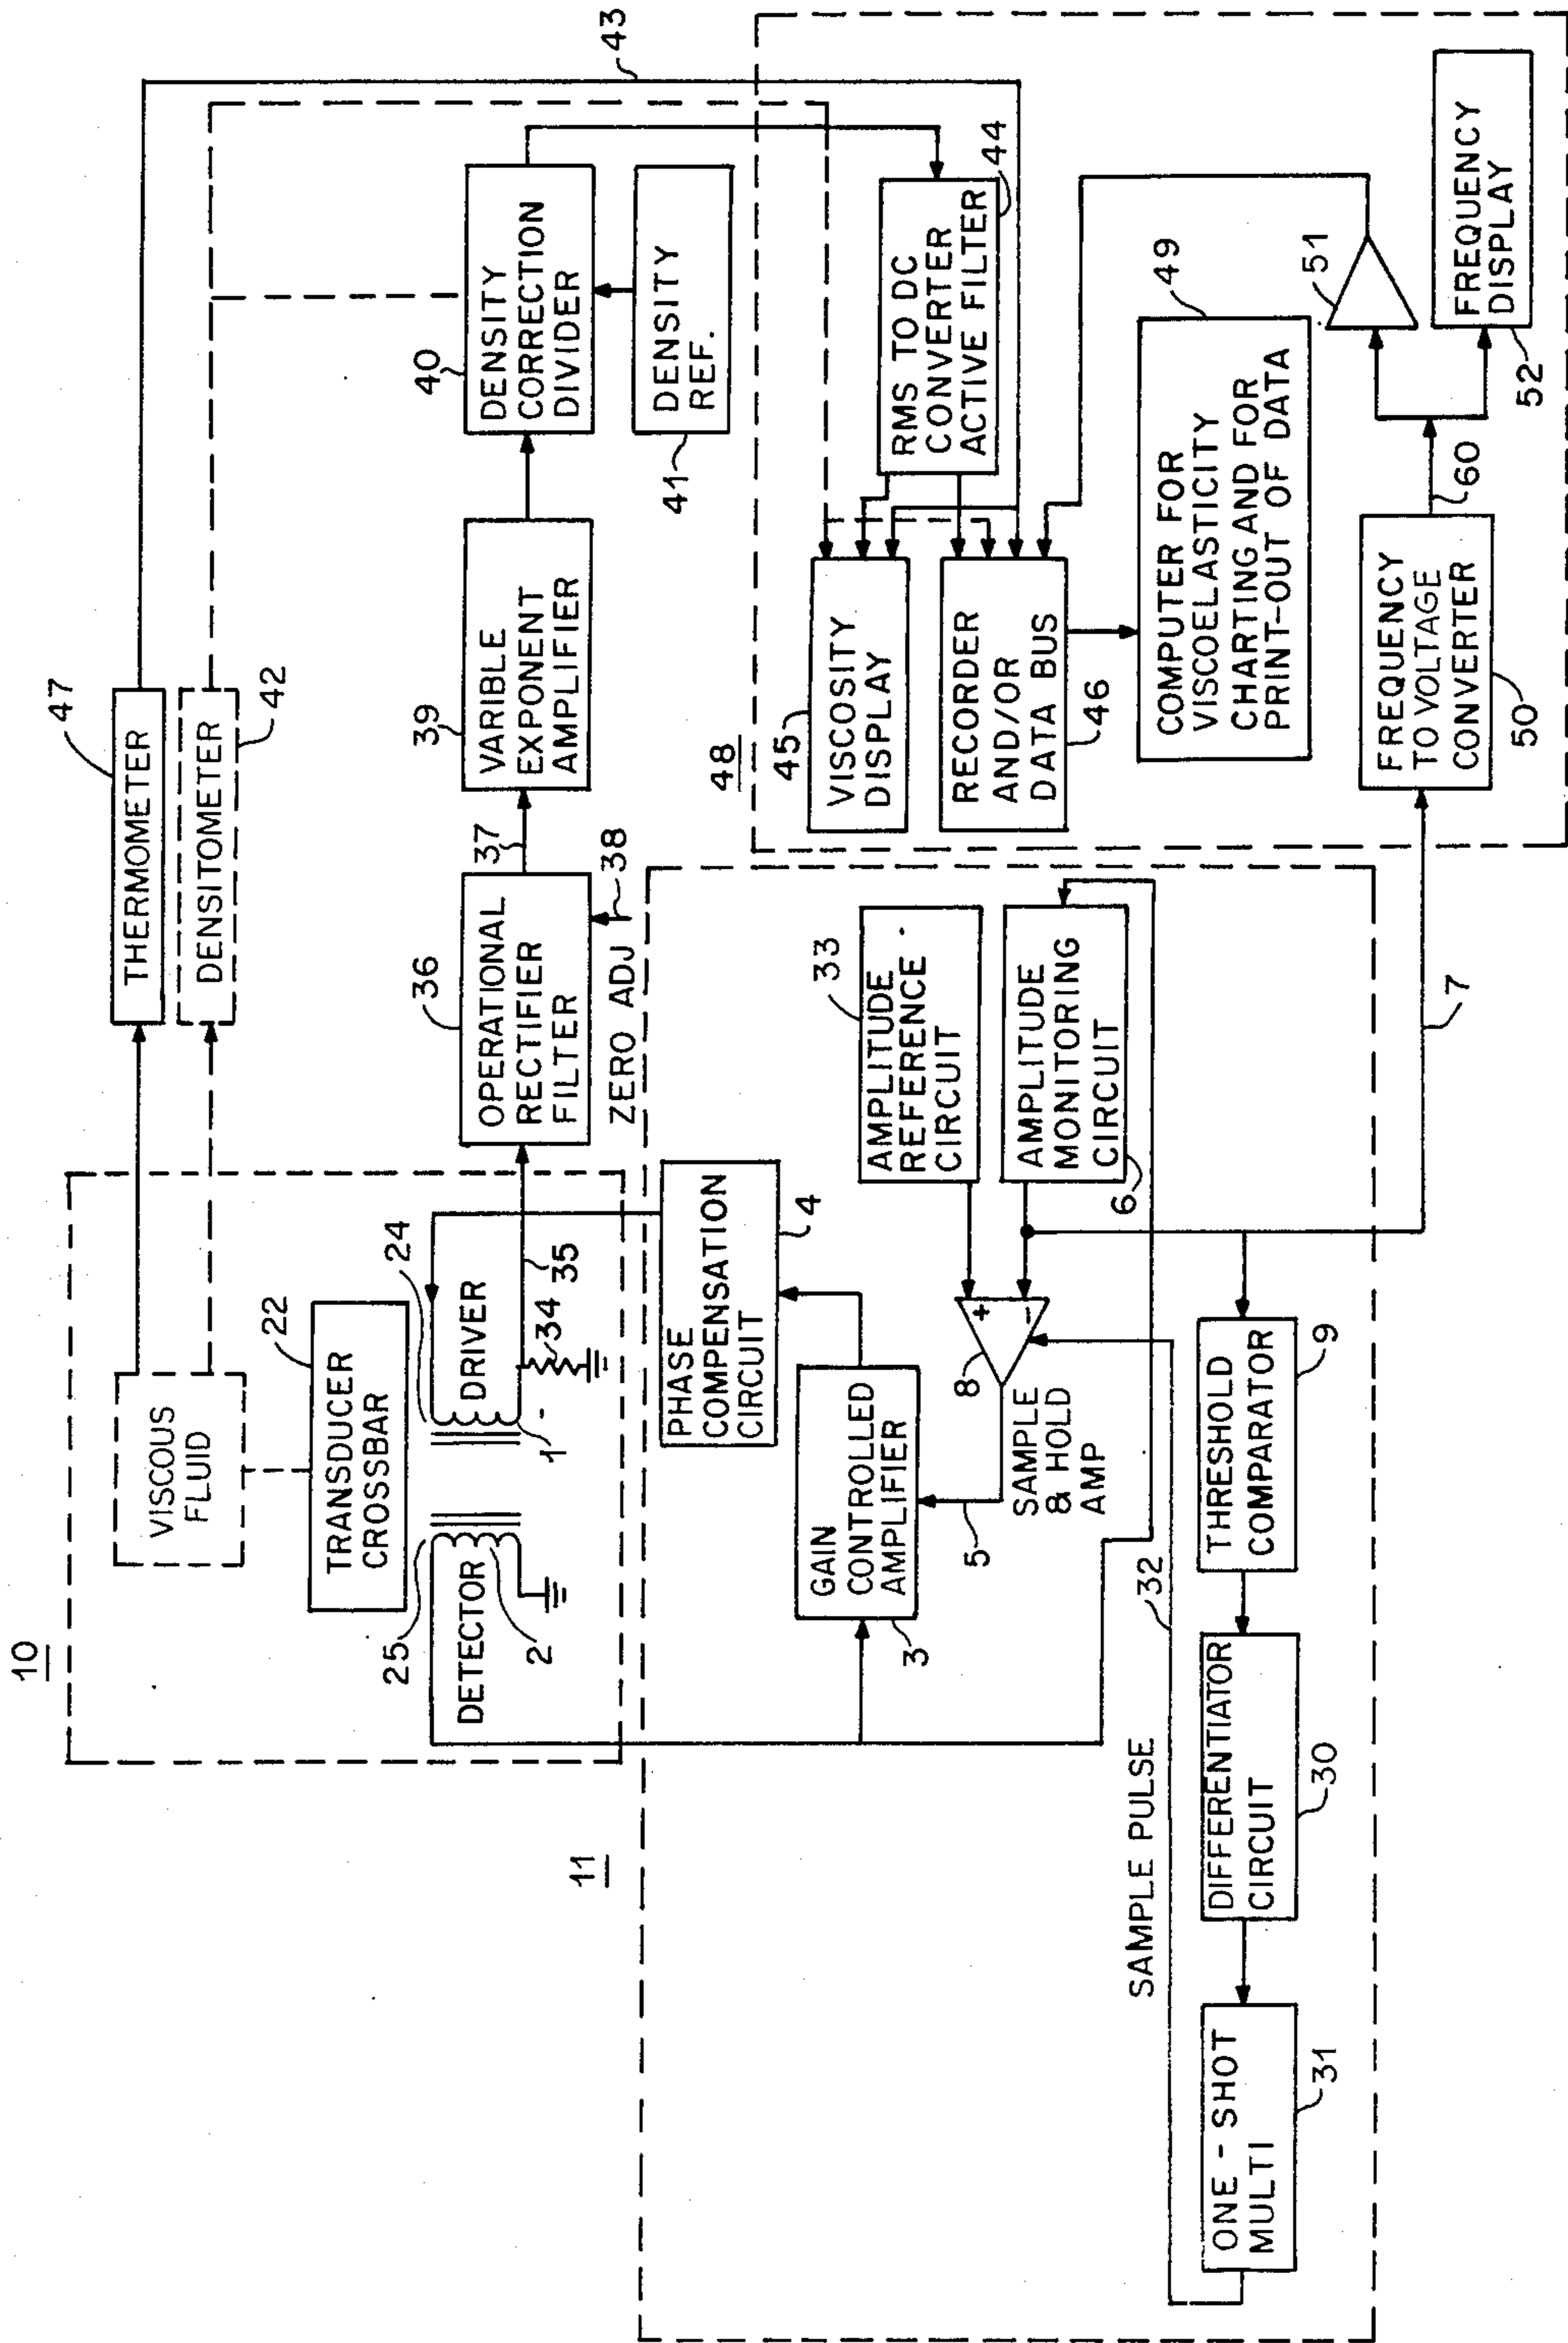 10
VISCOUS
FLUID
TRANSDUCER
CROSSBAR
22
25
DETECTOR
2
24
DRIVER
1
34
35
THERMOMETER
47
DENSITOMETER
42
43
OPERATIONAL
RECTIFIER
FILTER
36
37
ZERO ADJ
38
VARIBLE
EXPONENT
AMPLIFIER
39
DENSITY
CORRECTION
DIVIDER
40
DENSITY
REF.
41
11
PHASE
COMPENSATION
CIRCUIT
4
GAIN
CONTROLLED
AMPLIFIER
3
5
+
−
8
SAMPLE
& HOLD
AMP
AMPLITUDE
REFERENCE
CIRCUIT
33
AMPLITUDE
MONITORING
CIRCUIT
6
SAMPLE PULSE
32
ONE - SHOT
MULTI
31
DIFFERENTIATOR
CIRCUIT
30
THRESHOLD
COMPARATOR
9
7
48
VISCOSITY
DISPLAY
45
RMS TO DC
CONVERTER
ACTIVE FILTER
44
RECORDER
AND/OR
DATA BUS
46
COMPUTER FOR
VISCOELASTICITY
CHARTING AND FOR
PRINT-OUT OF DATA
49
FREQUENCY
TO VOLTAGE
CONVERTER
50
60
51
FREQUENCY
DISPLAY
52